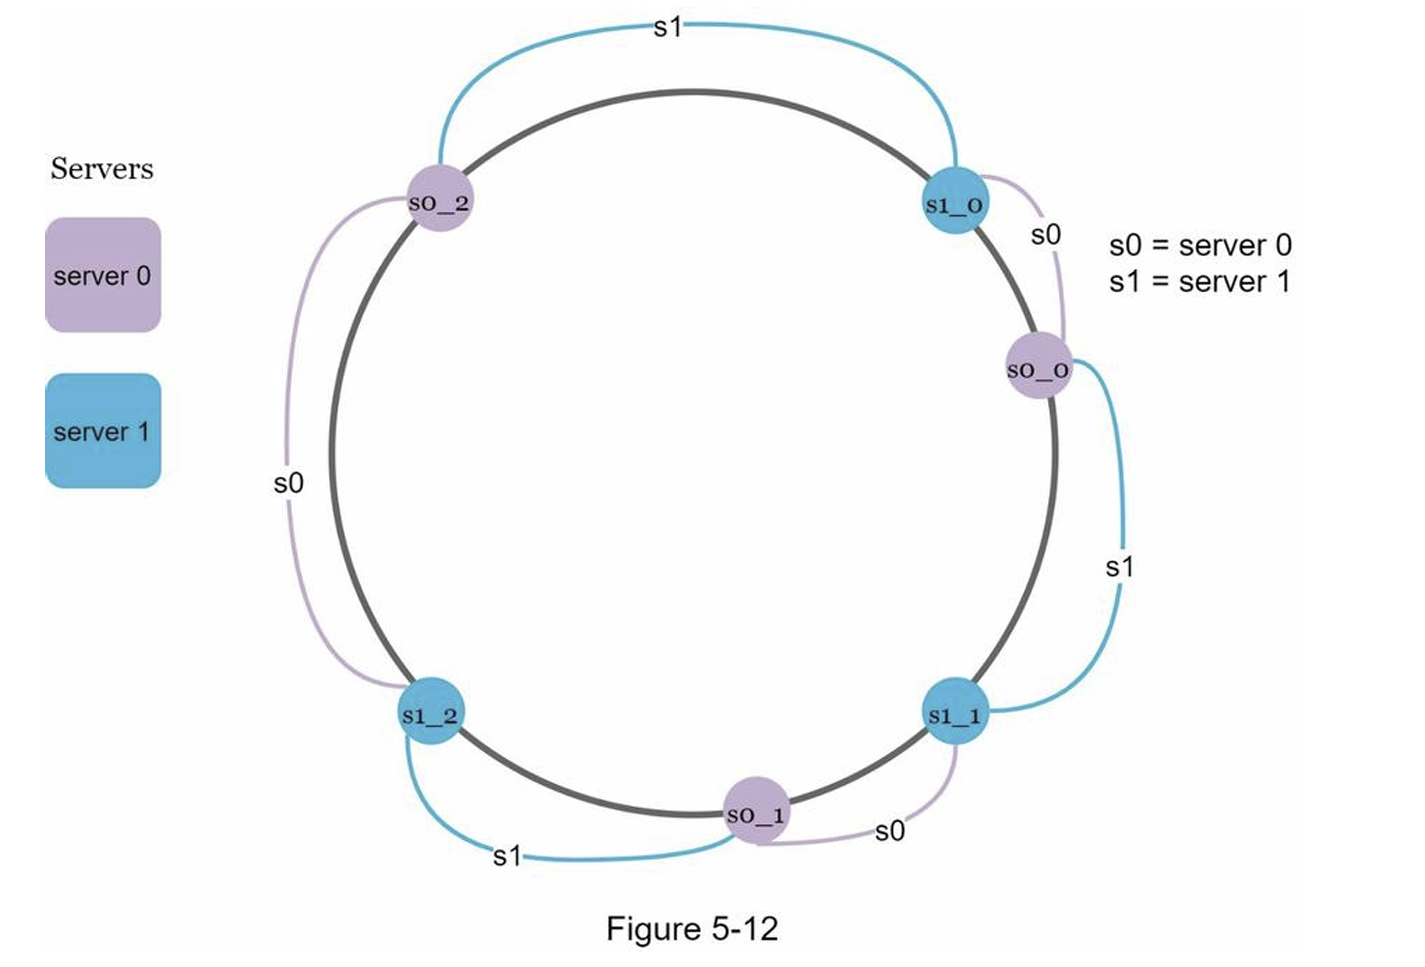 s1
Servers
s0_2
s1_0
server 0
s0
s0 = server 0
s1 = server 1
s0_0
server 1
s0
s1
s1_2
s1_1
s0_1
s0
s1
Figure 5-12